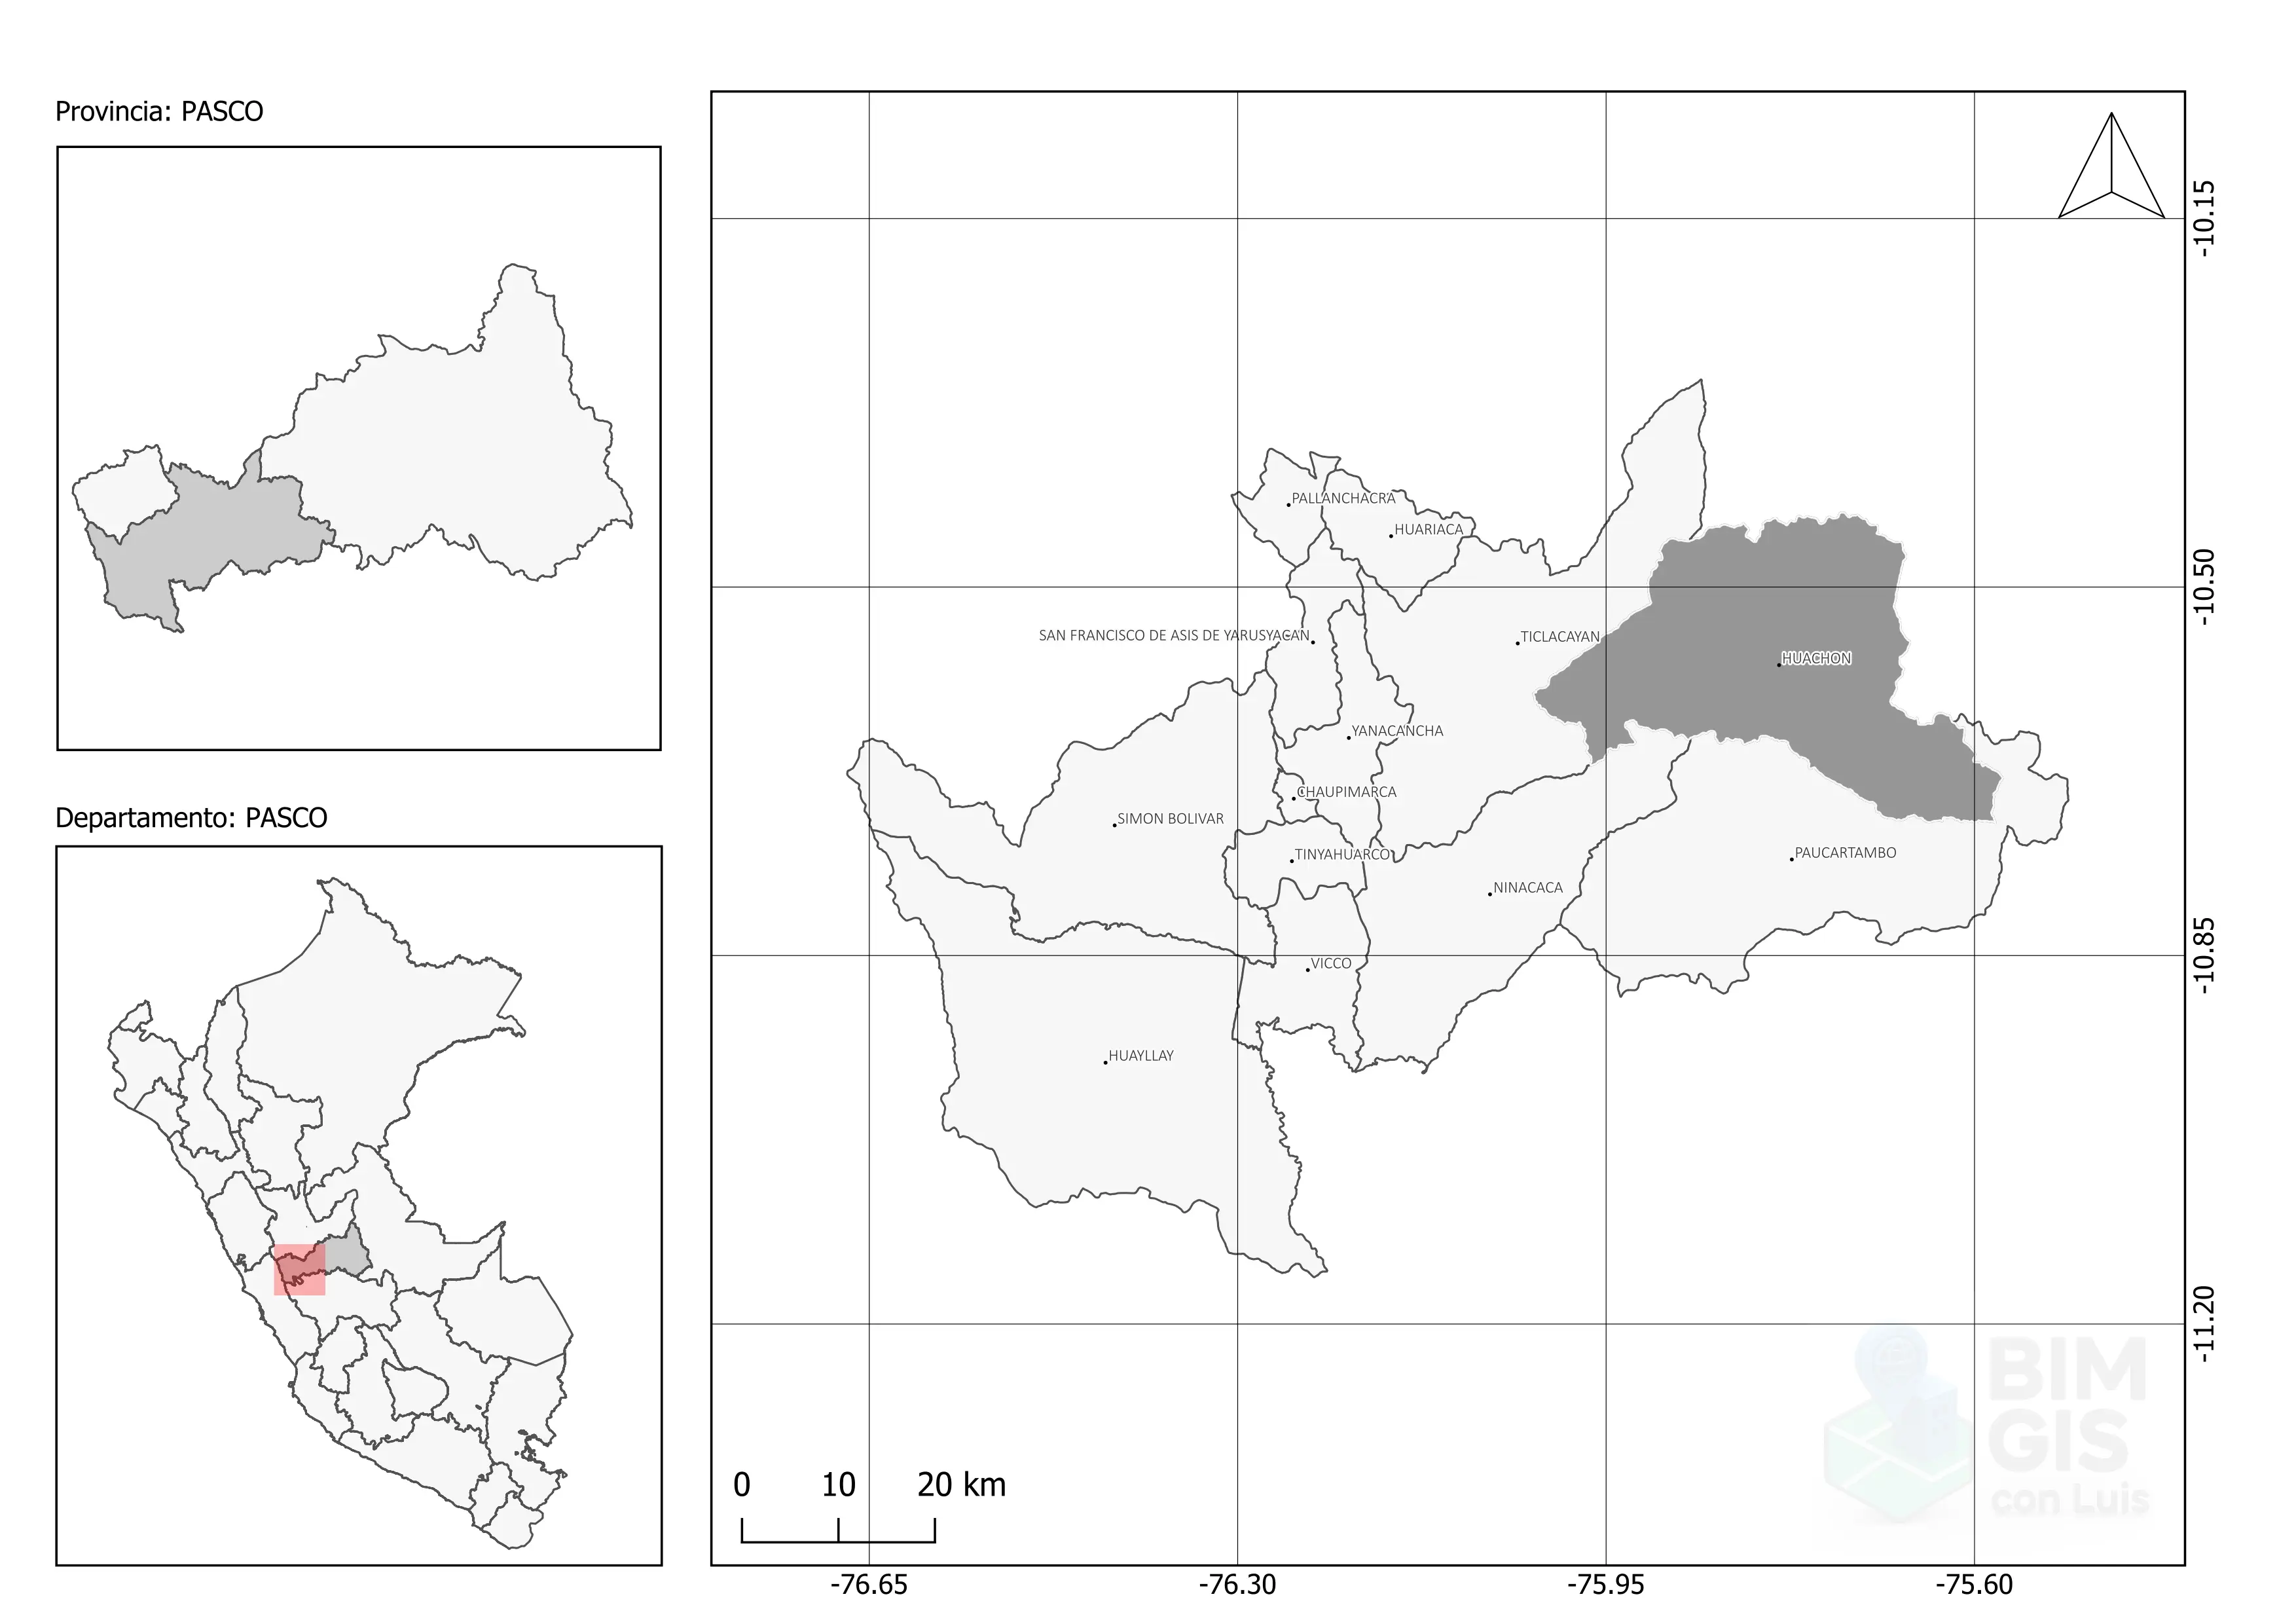 Provincia: PASCO
Departamento: PASCO
PALLANCHACRA
HUARIACA
SAN FRANCISCO DE ASIS DE YARUSYACAN
TICLACAYAN
HUACHON
YANACANCHA
CHAUPIMARCA
SIMON BOLIVAR
TINYAHUARCO
PAUCARTAMBO
NINACACA
VICCO
HUAYLLAY
-10.15
-10.50
-10.85
-11.20
BIM
GIS
con Luis
0 10 20 km
-76.65 -76.30 -75.95 -75.60